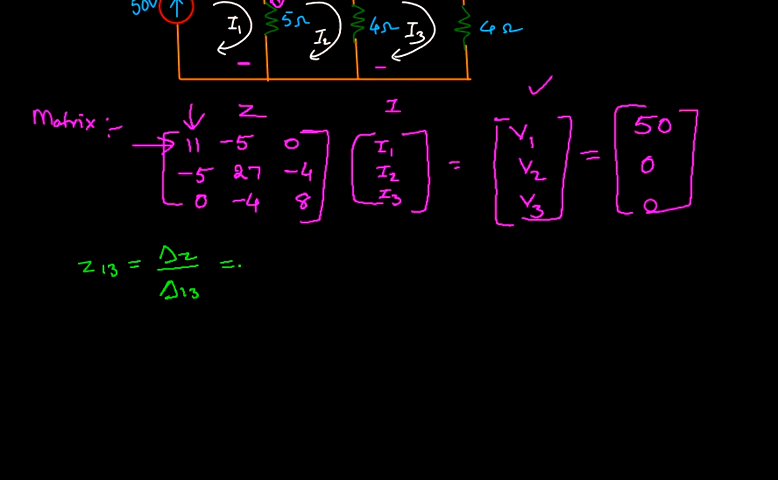 50V I₁ 5Ω I₂ 4Ω I₃ 4Ω
- -
Matrix :- Z I ✓
11 -5 0 I₁ V₁ 50
-5 27 -4 I₂ = V₂ = 0
0 -4 8 I₃ V₃ 0
Z₁₃ = Δz / Δ₁₃ =